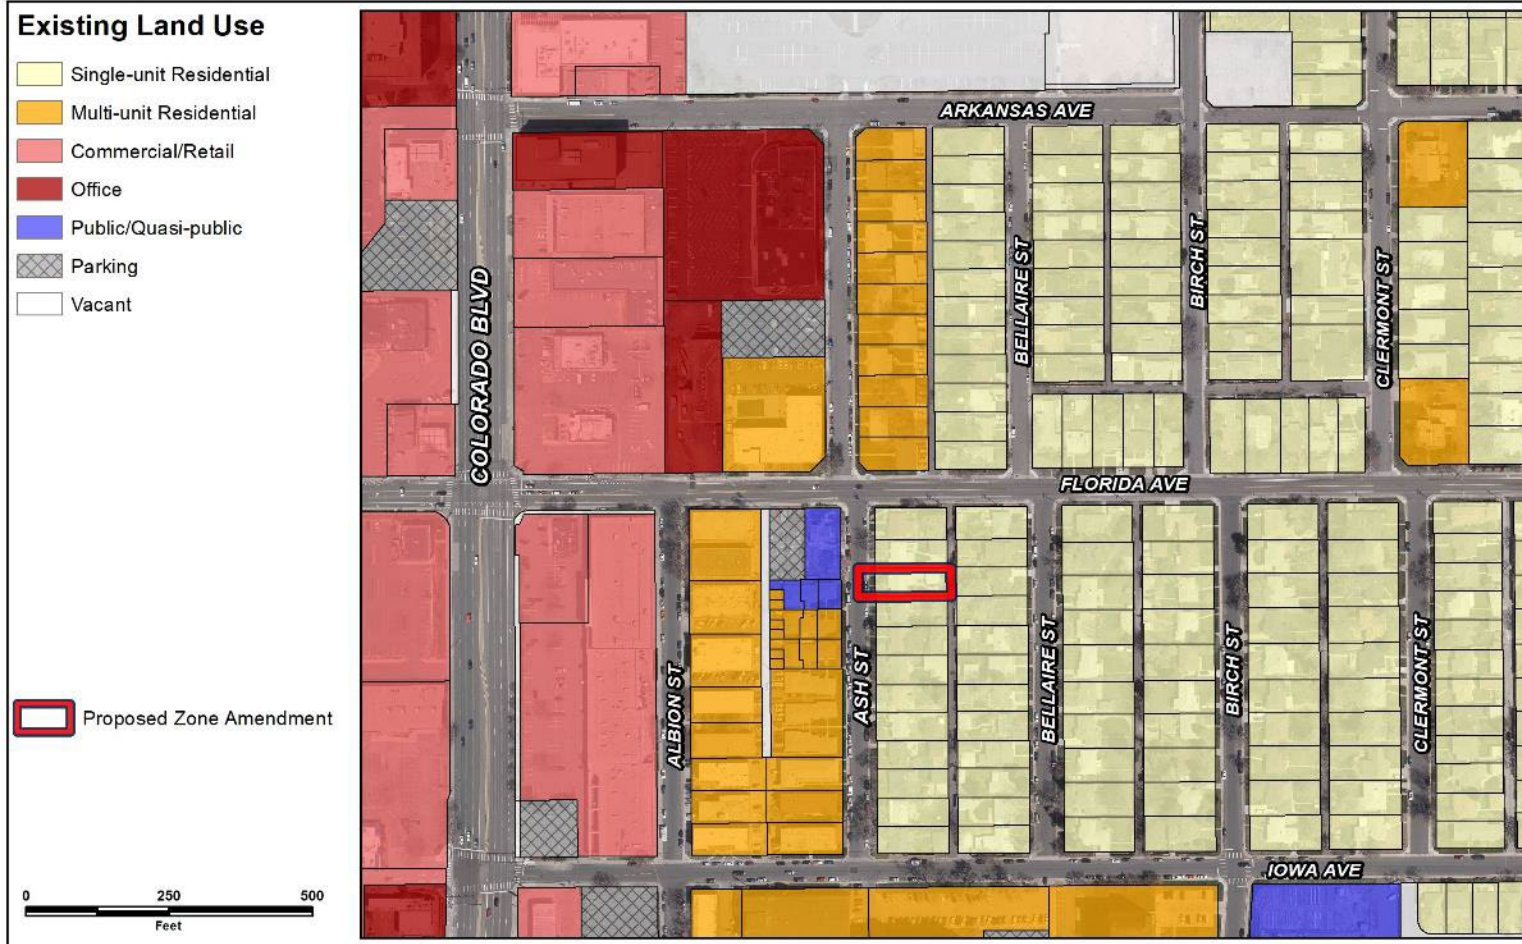 Existing Land Use
Single-unit Residential
Multi-unit Residential
Commercial/Retail
Office
Public/Quasi-public
Parking
Vacant
Proposed Zone Amendment
0 250 500
Feet
ARKANSAS AVE
COLORADO BLVD
BELLAIRE ST
BIRCH ST
CLERMONT ST
FLORIDA AVE
ALBION ST
ASH ST
BELLAIRE ST
BIRCH ST
CLERMONT ST
IOWA AVE